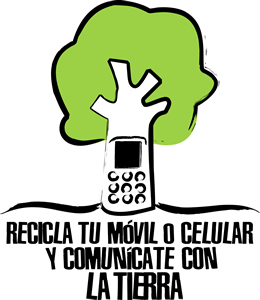 RECICLA TU MÓVIL O CELULAR
Y COMUNÍCATE CON
LA TIERRA